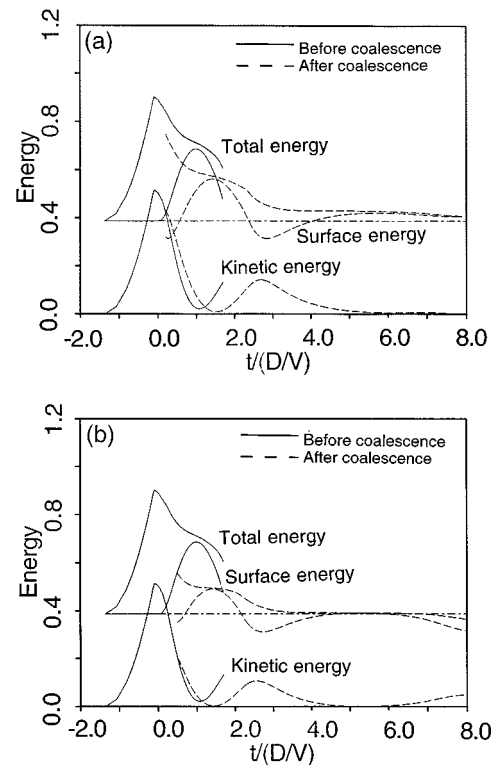 (a)
1.2
Before coalescence
After coalescence
0.8
Total energy
Energy
0.4
Surface energy
Kinetic energy
0.0
-2.0 0.0 2.0 4.0 6.0 8.0
t/(D/V)
(b)
1.2
Before coalescence
After coalescence
0.8
Total energy
Energy
Surface energy
0.4
Kinetic energy
0.0
-2.0 0.0 2.0 4.0 6.0 8.0
t/(D/V)